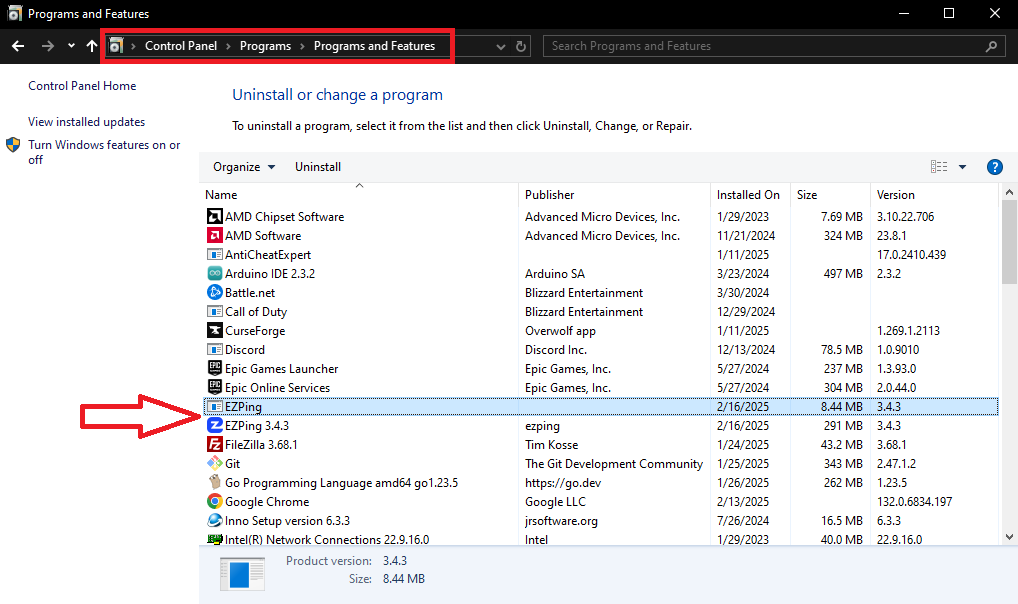 Programs and Features
Control Panel > Programs > Programs and Features
Search Programs and Features
Control Panel Home
View installed updates
Turn Windows features on or
off
Uninstall or change a program
To uninstall a program, select it from the list and then click Uninstall, Change, or Repair.
Organize Uninstall ?
Name Publisher Installed On Size Version
AMD Chipset Software Advanced Micro Devices, Inc. 1/29/2023 7.69 MB 3.10.22.706
AMD Software Advanced Micro Devices, Inc. 11/21/2024 324 MB 23.8.1
AntiCheatExpert 1/11/2025 17.0.2410.439
Arduino IDE 2.3.2 Arduino SA 3/23/2024 497 MB 2.3.2
Battle.net Blizzard Entertainment 3/30/2024
Call of Duty Blizzard Entertainment 12/29/2024
CurseForge Overwolf app 1/11/2025 1.269.1.2113
Discord Discord Inc. 12/13/2024 78.5 MB 1.0.9010
EPIC Epic Games Launcher Epic Games, Inc. 5/27/2024 237 MB 1.3.93.0
EPIC Epic Online Services Epic Games, Inc. 5/27/2024 304 MB 2.0.44.0
EZPing 2/16/2025 8.44 MB 3.4.3
EZPing 3.4.3 ezping 2/16/2025 291 MB 3.4.3
Fz FileZilla 3.68.1 Tim Kosse 1/24/2025 43.2 MB 3.68.1
Git The Git Development Community 1/25/2025 343 MB 2.47.1.2
Go Programming Language amd64 go1.23.5 https://go.dev 1/26/2025 262 MB 1.23.5
Google Chrome Google LLC 2/13/2025 132.0.6834.197
Inno Setup version 6.3.3 jrsoftware.org 7/26/2024 16.5 MB 6.3.3
Intel(R) Network Connections 22.9.16.0 Intel 1/29/2023 40.0 MB 22.9.16.0
Product version: 3.4.3
Size: 8.44 MB